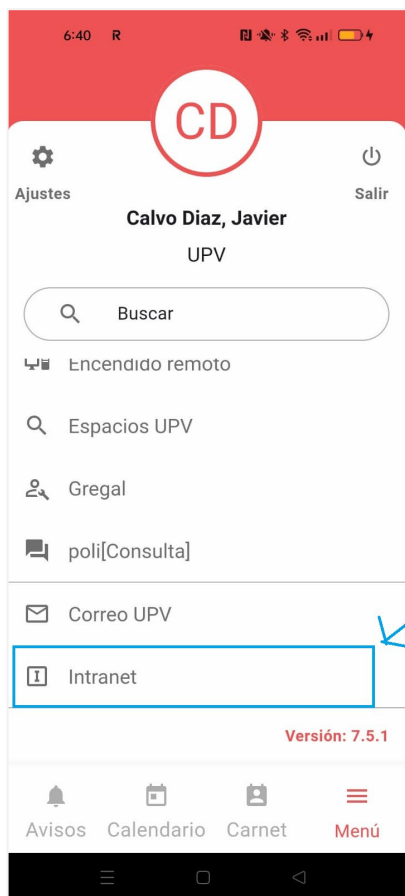 6:40 R
CD
Ajustes
Salir
Calvo Diaz, Javier
UPV
Buscar
Encendido remoto
Espacios UPV
Gregal
poli[Consulta]
Correo UPV
I Intranet
Versión: 7.5.1
Avisos Calendario Carnet Menú